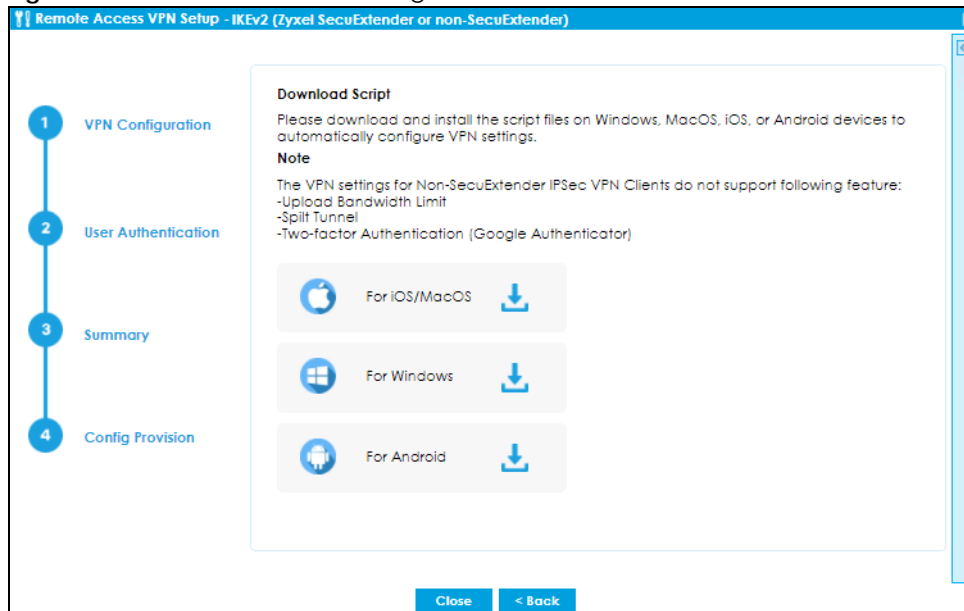 Remote Access VPN Setup - IKEv2 (Zyxel SecuExtender or non-SecuExtender)
1 VPN Configuration
2 User Authentication
3 Summary
4 Config Provision
Download Script
Please download and install the script files on Windows, MacOS, iOS, or Android devices to
automatically configure VPN settings.
Note
The VPN settings for Non-SecuExtender IPSec VPN Clients do not support following feature:
-Upload Bandwidth Limit
-Spilt Tunnel
-Two-factor Authentication (Google Authenticator)
For iOS/MacOS
For Windows
For Android
Close
< Back